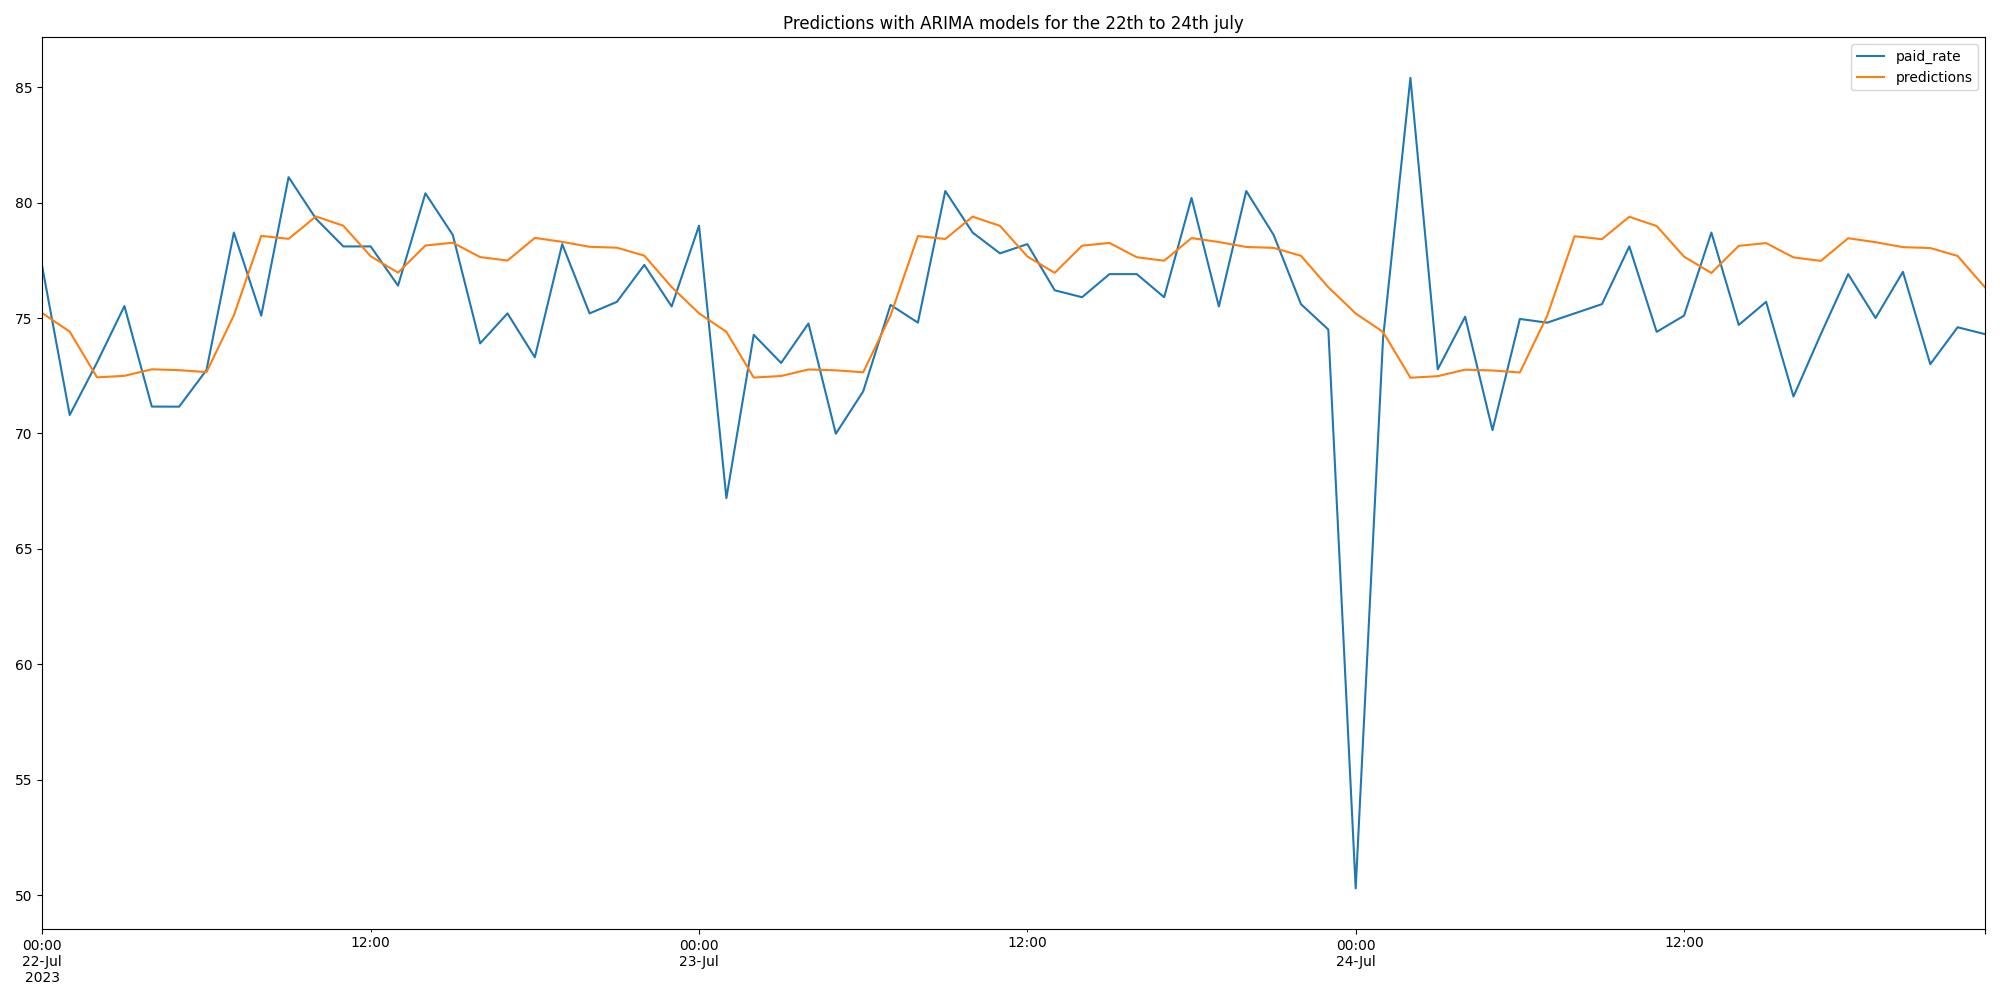 Predictions with ARIMA models for the 22th to 24th july
paid_rate
predictions
85
80
75
70
65
60
55
50
00:00
22-Jul
2023
12:00
00:00
23-Jul
12:00
00:00
24-Jul
12:00